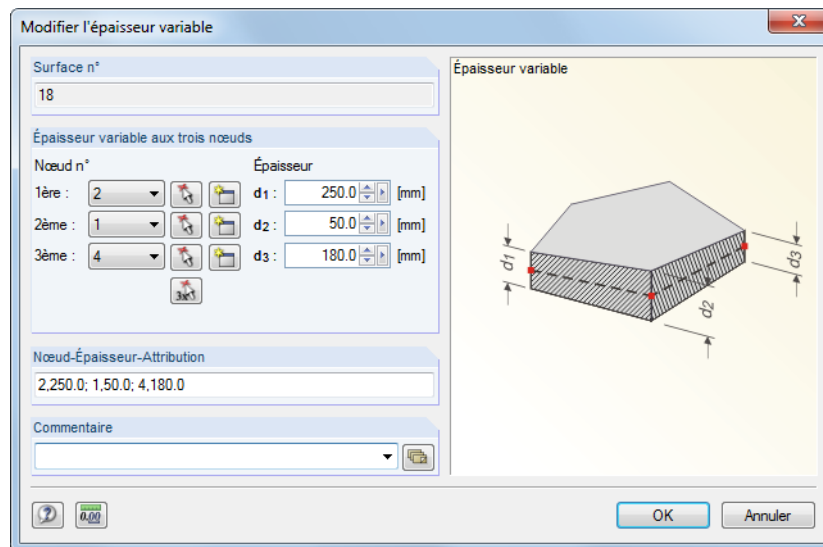 Modifier l'épaisseur variable
Surface n°
18
Épaisseur variable aux trois nœuds
Nœud n° Épaisseur
1ère : 2 d1 : 250.0 [mm]
2ème : 1 d2 : 50.0 [mm]
3ème : 4 d3 : 180.0 [mm]
3x
Nœud-Épaisseur-Attribution
2,250.0; 1,50.0; 4,180.0
Commentaire
Épaisseur variable
d1
d2
d3
0.00
OK Annuler